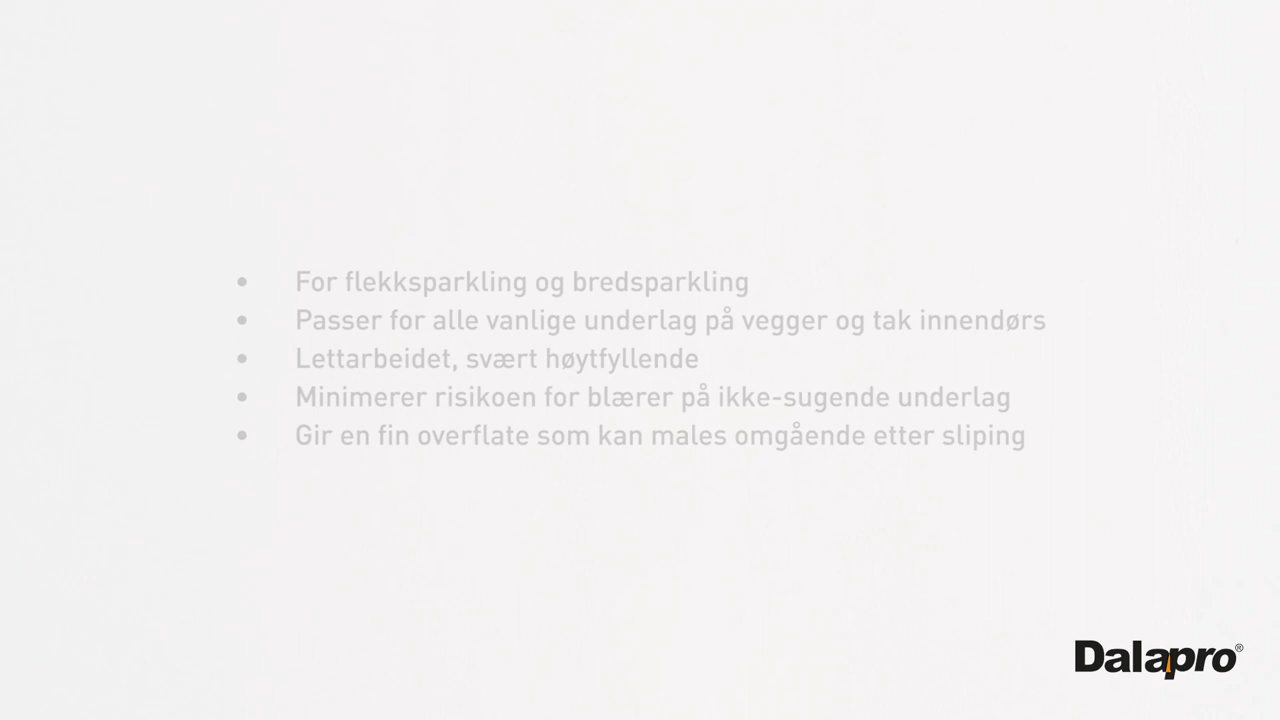 • For flekksparkling og bredsparkling
• Passer for alle vanlige underlag på vegger og tak innendørs
• Lettarbeidet, svært høytfyllende
• Minimerer risikoen for blærer på ikke-sugende underlag
• Gir en fin overflate som kan males omgående etter sliping
Dalapro®